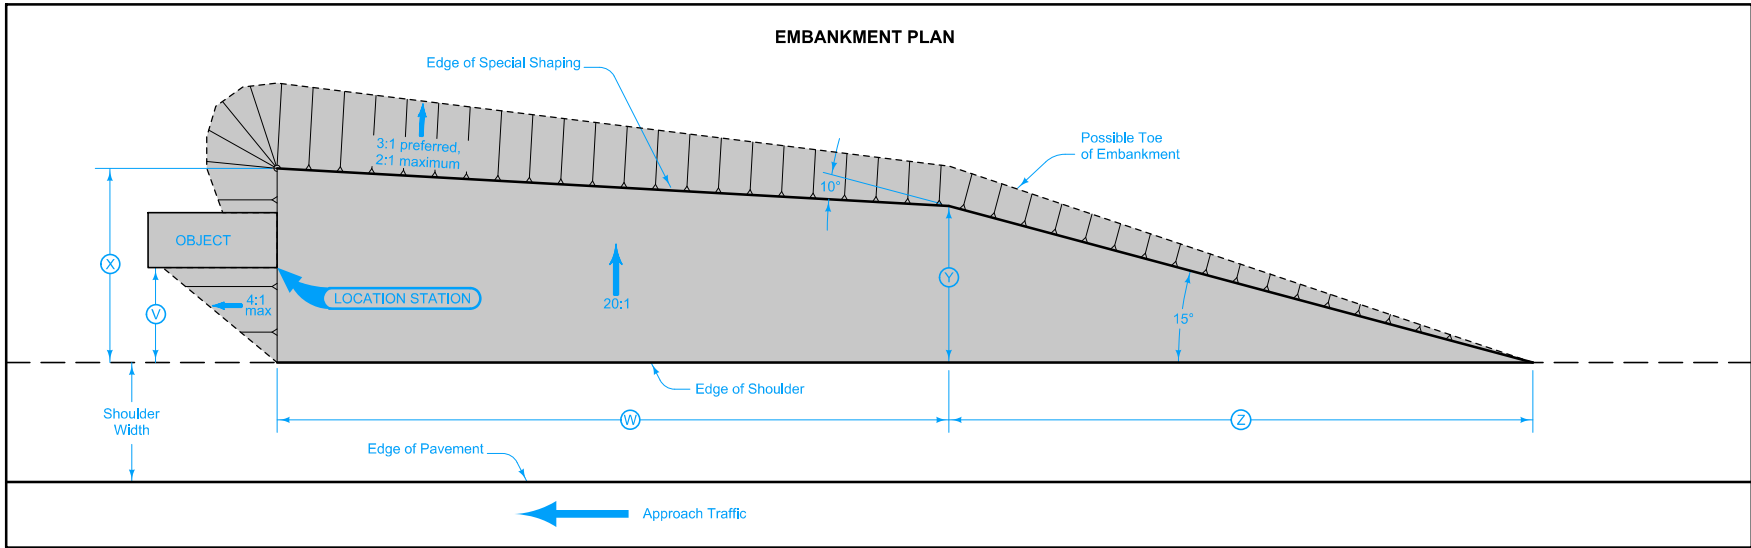 EMBANKMENT PLAN
Edge of Special Shaping
3:1 preferred,
2:1 maximum
Possible Toe
of Embankment
10°
X
OBJECT
Y
LOCATION STATION
4:1
max
20:1
V
15°
Edge of Shoulder
Shoulder
Width
W
Z
Edge of Pavement
Approach Traffic